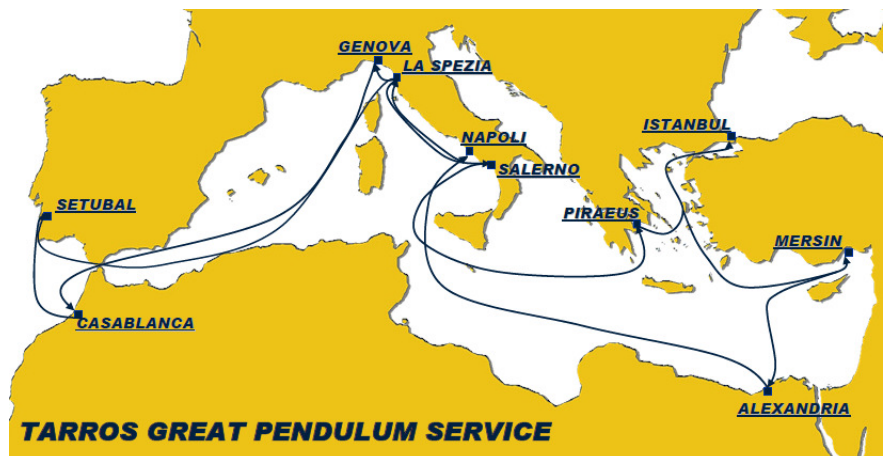 GENOVA
LA SPEZIA
ISTANBUL
NAPOLI
SALERNO
SETUBAL
PIRAEUS
MERSIN
CASABLANCA
ALEXANDRIA
TARROS GREAT PENDULUM SERVICE